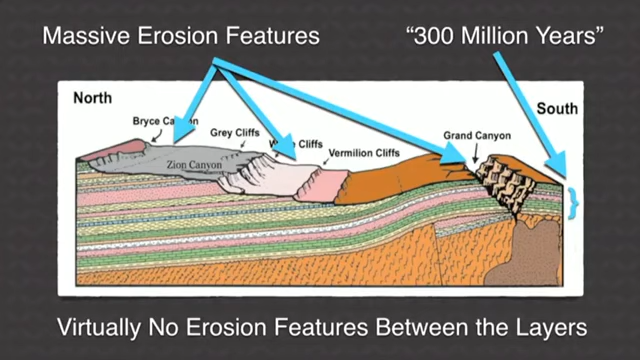 Massive Erosion Features
“300 Million Years”
North
South
Bryce Canyon
Grey Cliffs
Cliffs
Grand Canyon
Zion Canyon
Vermilion Cliffs
Virtually No Erosion Features Between the Layers